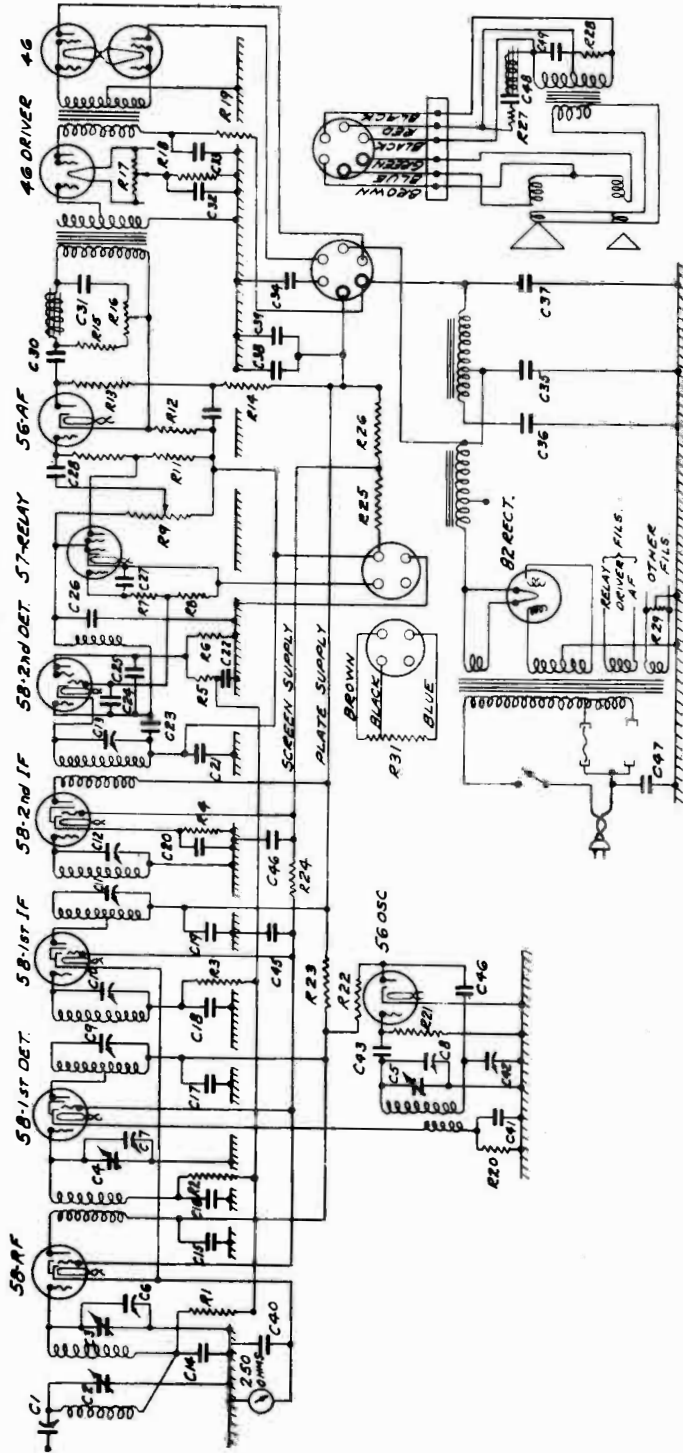 58-RF
58-1ST DET.
58-1ST IF
58-2nd IF
58-2nd DET.
57-RELAY
56-AF
46 DRIVER
46
C1
C2
C3
C6
C14
R1
250
OHMS
C40
C15
C16
R2
C4
C7
C17
C9
C18
R3
C10
C19
C45
C11
C12
C20
R4
C46
R24
C21
C13
C23
C24
C25
R5
R6
C22
C26
R7
C27
R8
R9
C28
R11
R12
R13
R14
C30
C31
R15
R16
R17
R18
C32
C33
R19
C34
C38
C39
SCREEN SUPPLY
PLATE SUPPLY
R25
R26
BROWN
BLACK
BLUE
R31
R23
R22
56 OSC
R21
C43
C5
C8
C46
C42
C41
R20
82 RECT.
RELAY
DRIVER
AF
FILS.
OTHER
FILS.
R29
C47
C36
C35
C37
BROWN
BLUE
GREEN
BLACK
RED
BLACK
R27
C48
C49
R28